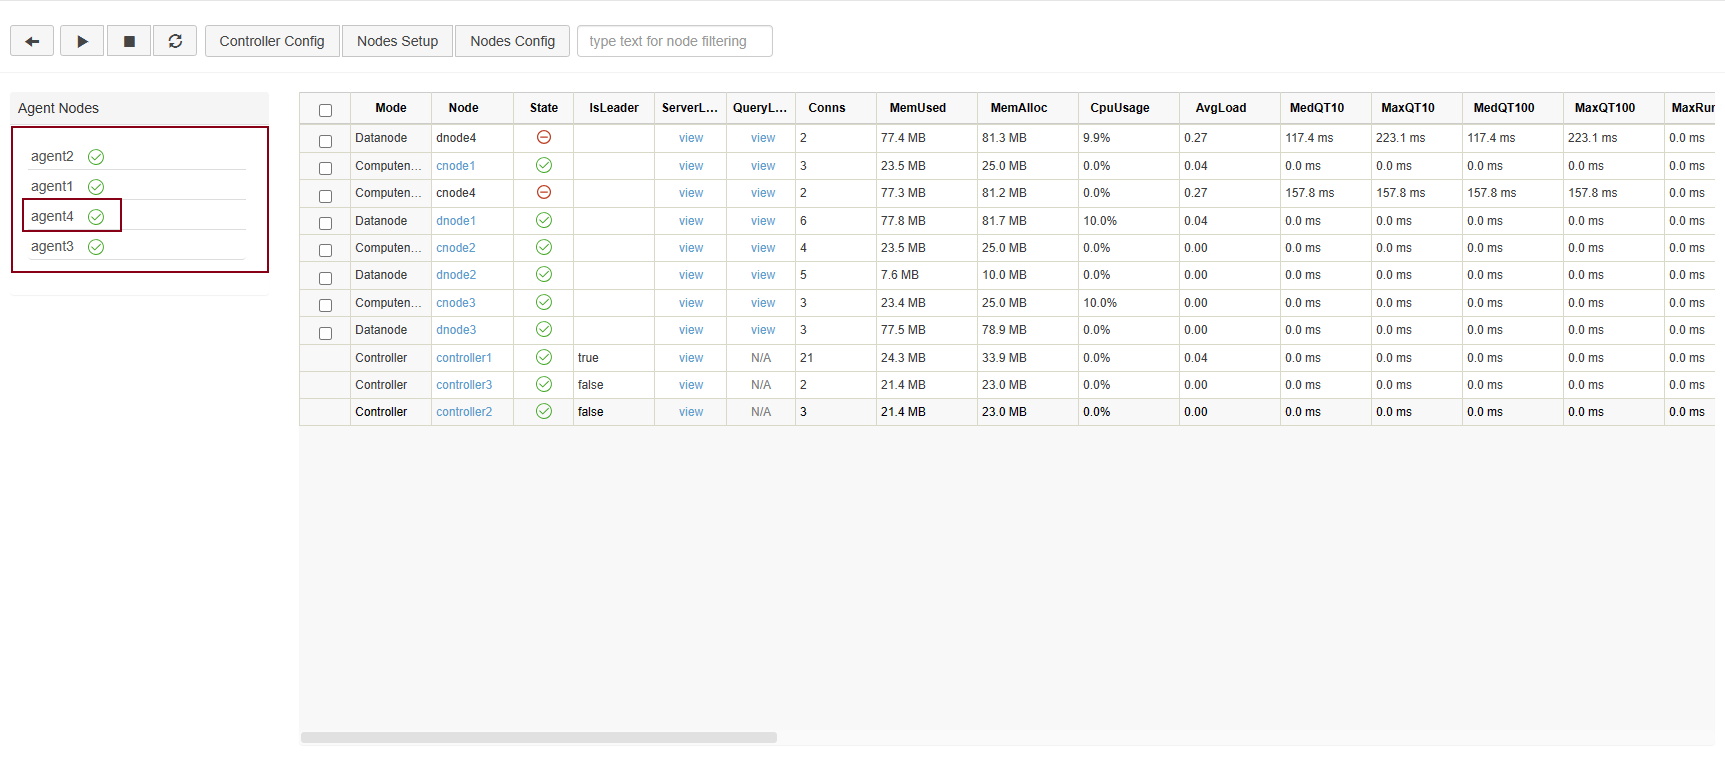 Controller Config Nodes Setup Nodes Config type text for node filtering
Agent Nodes
agent2
agent1
agent4
agent3
Mode Node State IsLeader ServerL... QueryL... Conns MemUsed MemAlloc CpuUsage AvgLoad MedQT10 MaxQT10 MedQT100 MaxQT100 MaxRun
Datanode dnode4 view view 2 77.4 MB 81.3 MB 9.9% 0.27 117.4 ms 223.1 ms 117.4 ms 223.1 ms 0.0 ms
Computen... cnode1 view view 3 23.5 MB 25.0 MB 0.0% 0.04 0.0 ms 0.0 ms 0.0 ms 0.0 ms 0.0 ms
Computen... cnode4 view view 2 77.3 MB 81.2 MB 0.0% 0.27 157.8 ms 157.8 ms 157.8 ms 157.8 ms 0.0 ms
Datanode dnode1 view view 6 77.8 MB 81.7 MB 10.0% 0.04 0.0 ms 0.0 ms 0.0 ms 0.0 ms 0.0 ms
Computen... cnode2 view view 4 23.5 MB 25.0 MB 0.0% 0.00 0.0 ms 0.0 ms 0.0 ms 0.0 ms 0.0 ms
Datanode dnode2 view view 5 7.6 MB 10.0 MB 0.0% 0.00 0.0 ms 0.0 ms 0.0 ms 0.0 ms 0.0 ms
Computen... cnode3 view view 3 23.4 MB 25.0 MB 10.0% 0.00 0.0 ms 0.0 ms 0.0 ms 0.0 ms 0.0 ms
Datanode dnode3 view view 3 77.5 MB 78.9 MB 0.0% 0.00 0.0 ms 0.0 ms 0.0 ms 0.0 ms 0.0 ms
Controller controller1 true view N/A 21 24.3 MB 33.9 MB 0.0% 0.04 0.0 ms 0.0 ms 0.0 ms 0.0 ms 0.0 ms
Controller controller3 false view N/A 2 21.4 MB 23.0 MB 0.0% 0.00 0.0 ms 0.0 ms 0.0 ms 0.0 ms 0.0 ms
Controller controller2 false view N/A 3 21.4 MB 23.0 MB 0.0% 0.00 0.0 ms 0.0 ms 0.0 ms 0.0 ms 0.0 ms